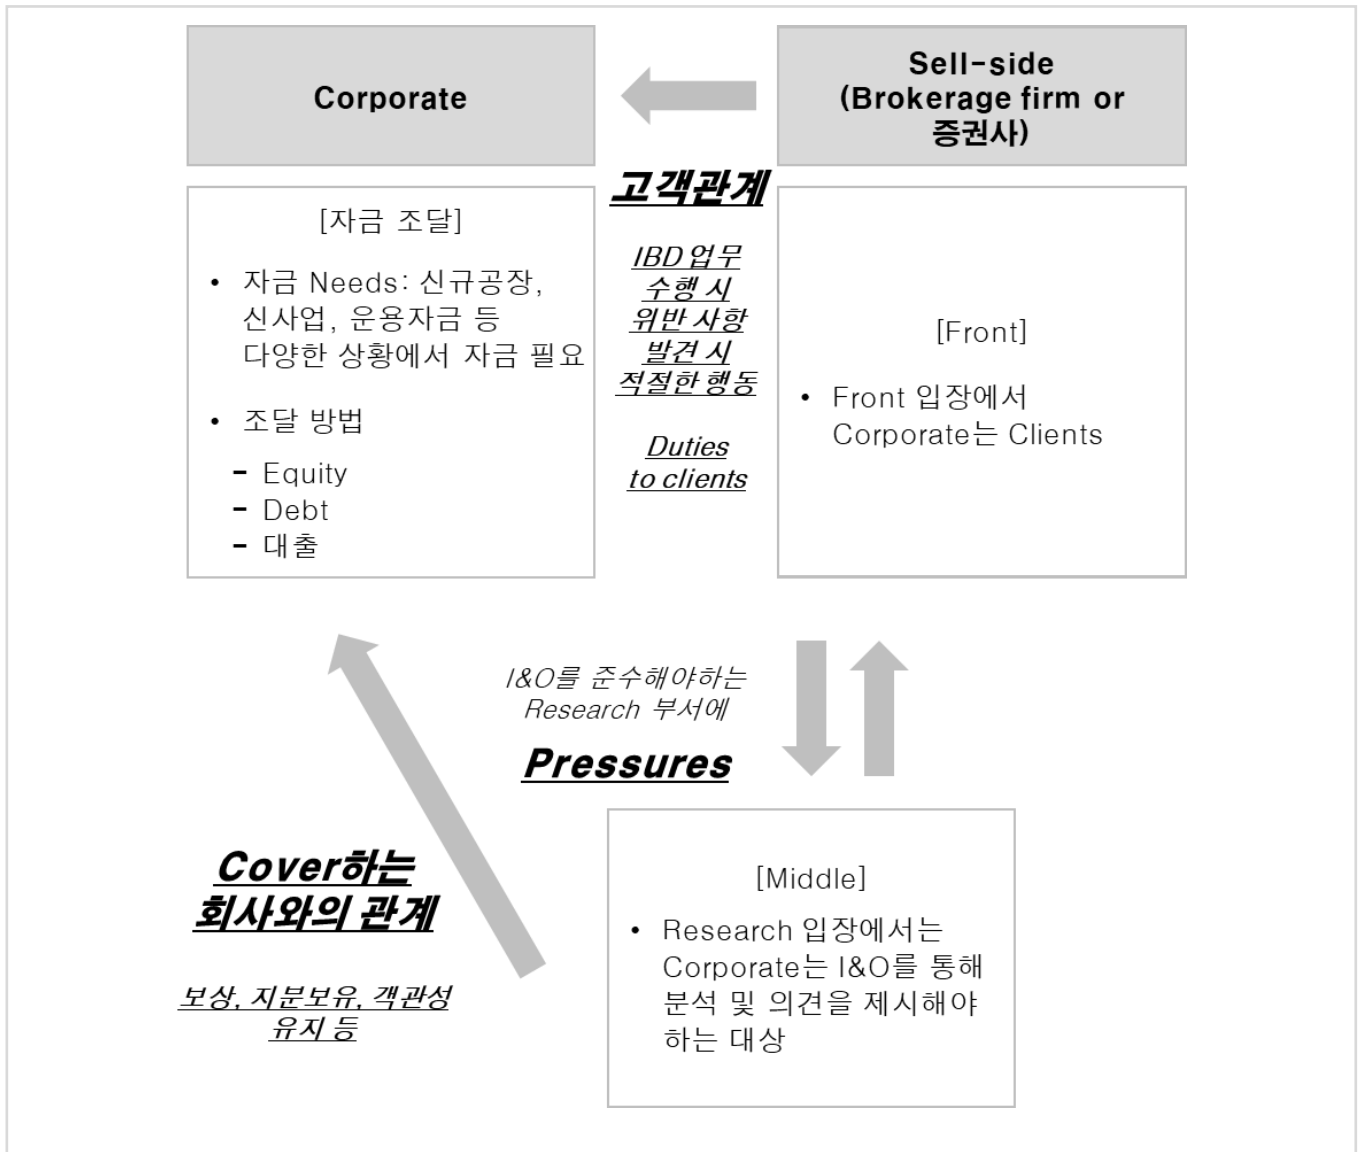 Corporate
Sell-side
(Brokerage firm or
증권사)
고객관계
[자금 조달]
• 자금 Needs: 신규공장,
신사업, 운용자금 등
다양한 상황에서 자금 필요
• 조달 방법
- Equity
- Debt
- 대출
IBD 업무
수행 시
위반 사항
발견 시
적절한 행동
Duties
to clients
[Front]
• Front 입장에서
Corporate는 Clients
I&O를 준수해야하는
Research 부서에
Pressures
Cover하는
회사와의 관계
보상, 지분보유, 객관성
유지 등
[Middle]
• Research 입장에서는
Corporate는 I&O를 통해
분석 및 의견을 제시해야
하는 대상